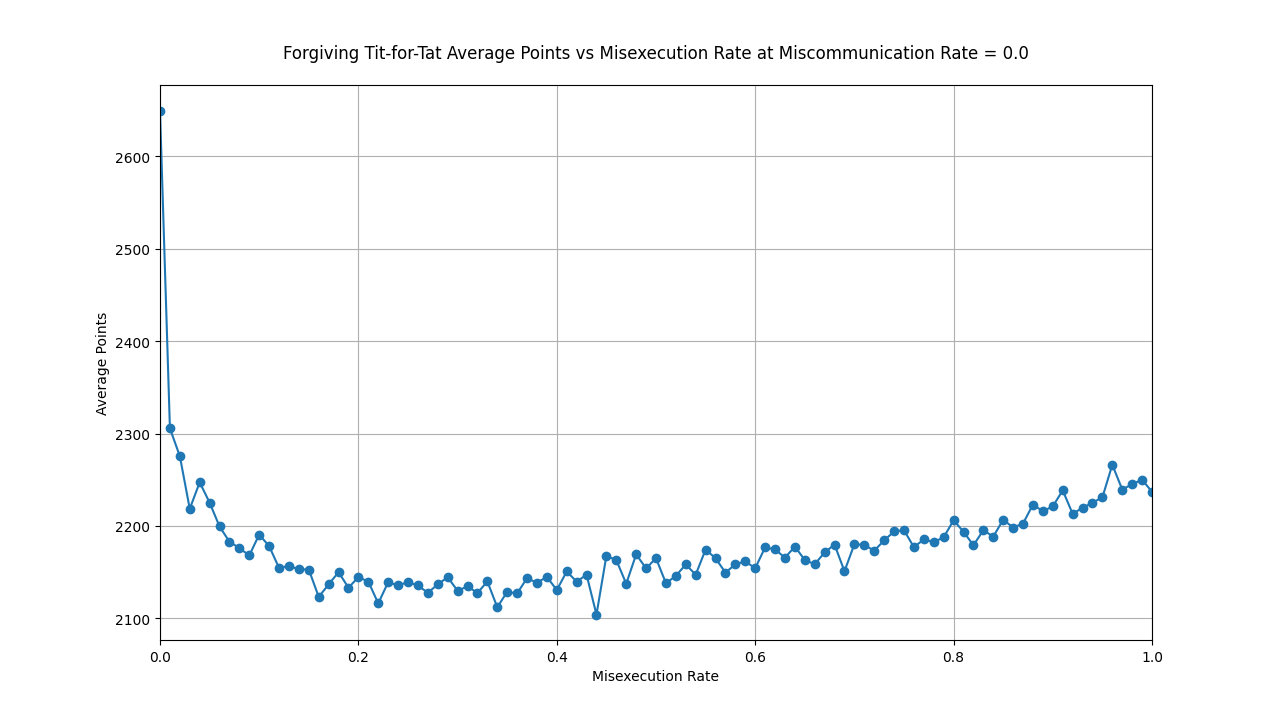 Forgiving Tit-for-Tat Average Points vs Misexecution Rate at Miscommunication Rate = 0.0
2600
2500
2400
2300
2200
2100
Average Points
0.0 0.2 0.4 0.6 0.8 1.0
Misexecution Rate